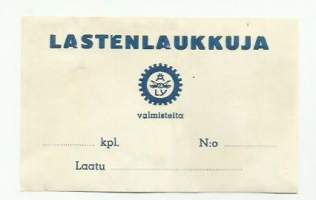 LASTENLAUKKUJA
A
LV
valmisteita
kpl. N:o
Laatu